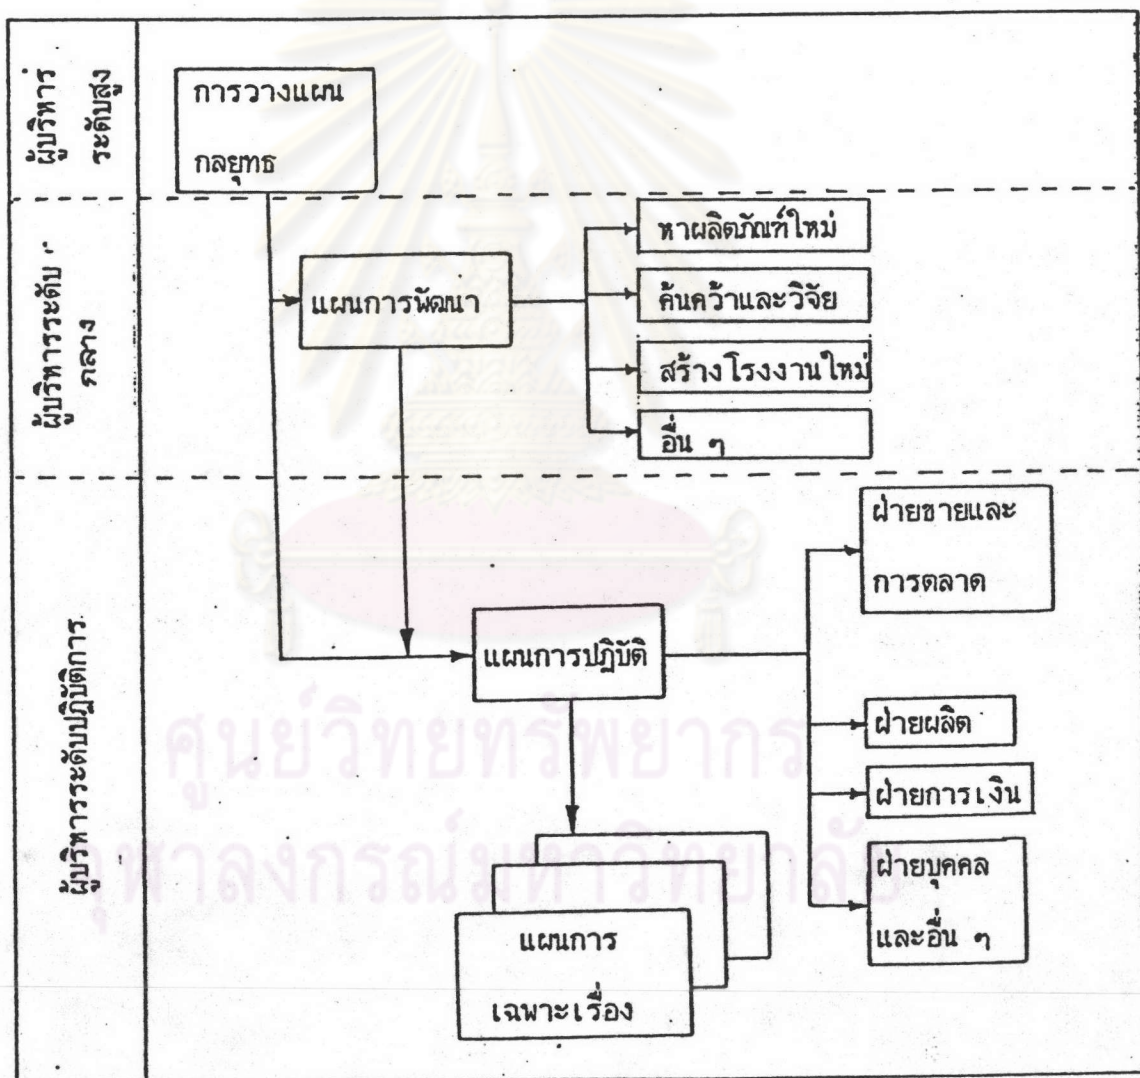 ผู้บริหาร
ระดับสูง
การวางแผน
กลยุทธ
ผู้บริหารระดับ
กลาง
แผนการพัฒนา
หาผลิตภัณฑ์ใหม่
ค้นคว้าและวิจัย
สร้างโรงงานใหม่
อื่น ๆ
ผู้บริหารระดับปฏิบัติการ
แผนการปฏิบัติ
ฝ่ายขายและ
การตลาด
ฝ่ายผลิต
ฝ่ายการเงิน
ฝ่ายบุคคล
และอื่น ๆ
แผนการ
เฉพาะเรื่อง
ศูนย์วิทยทรัพยากร
จุฬาลงกรณ์มหาวิทยาลัย